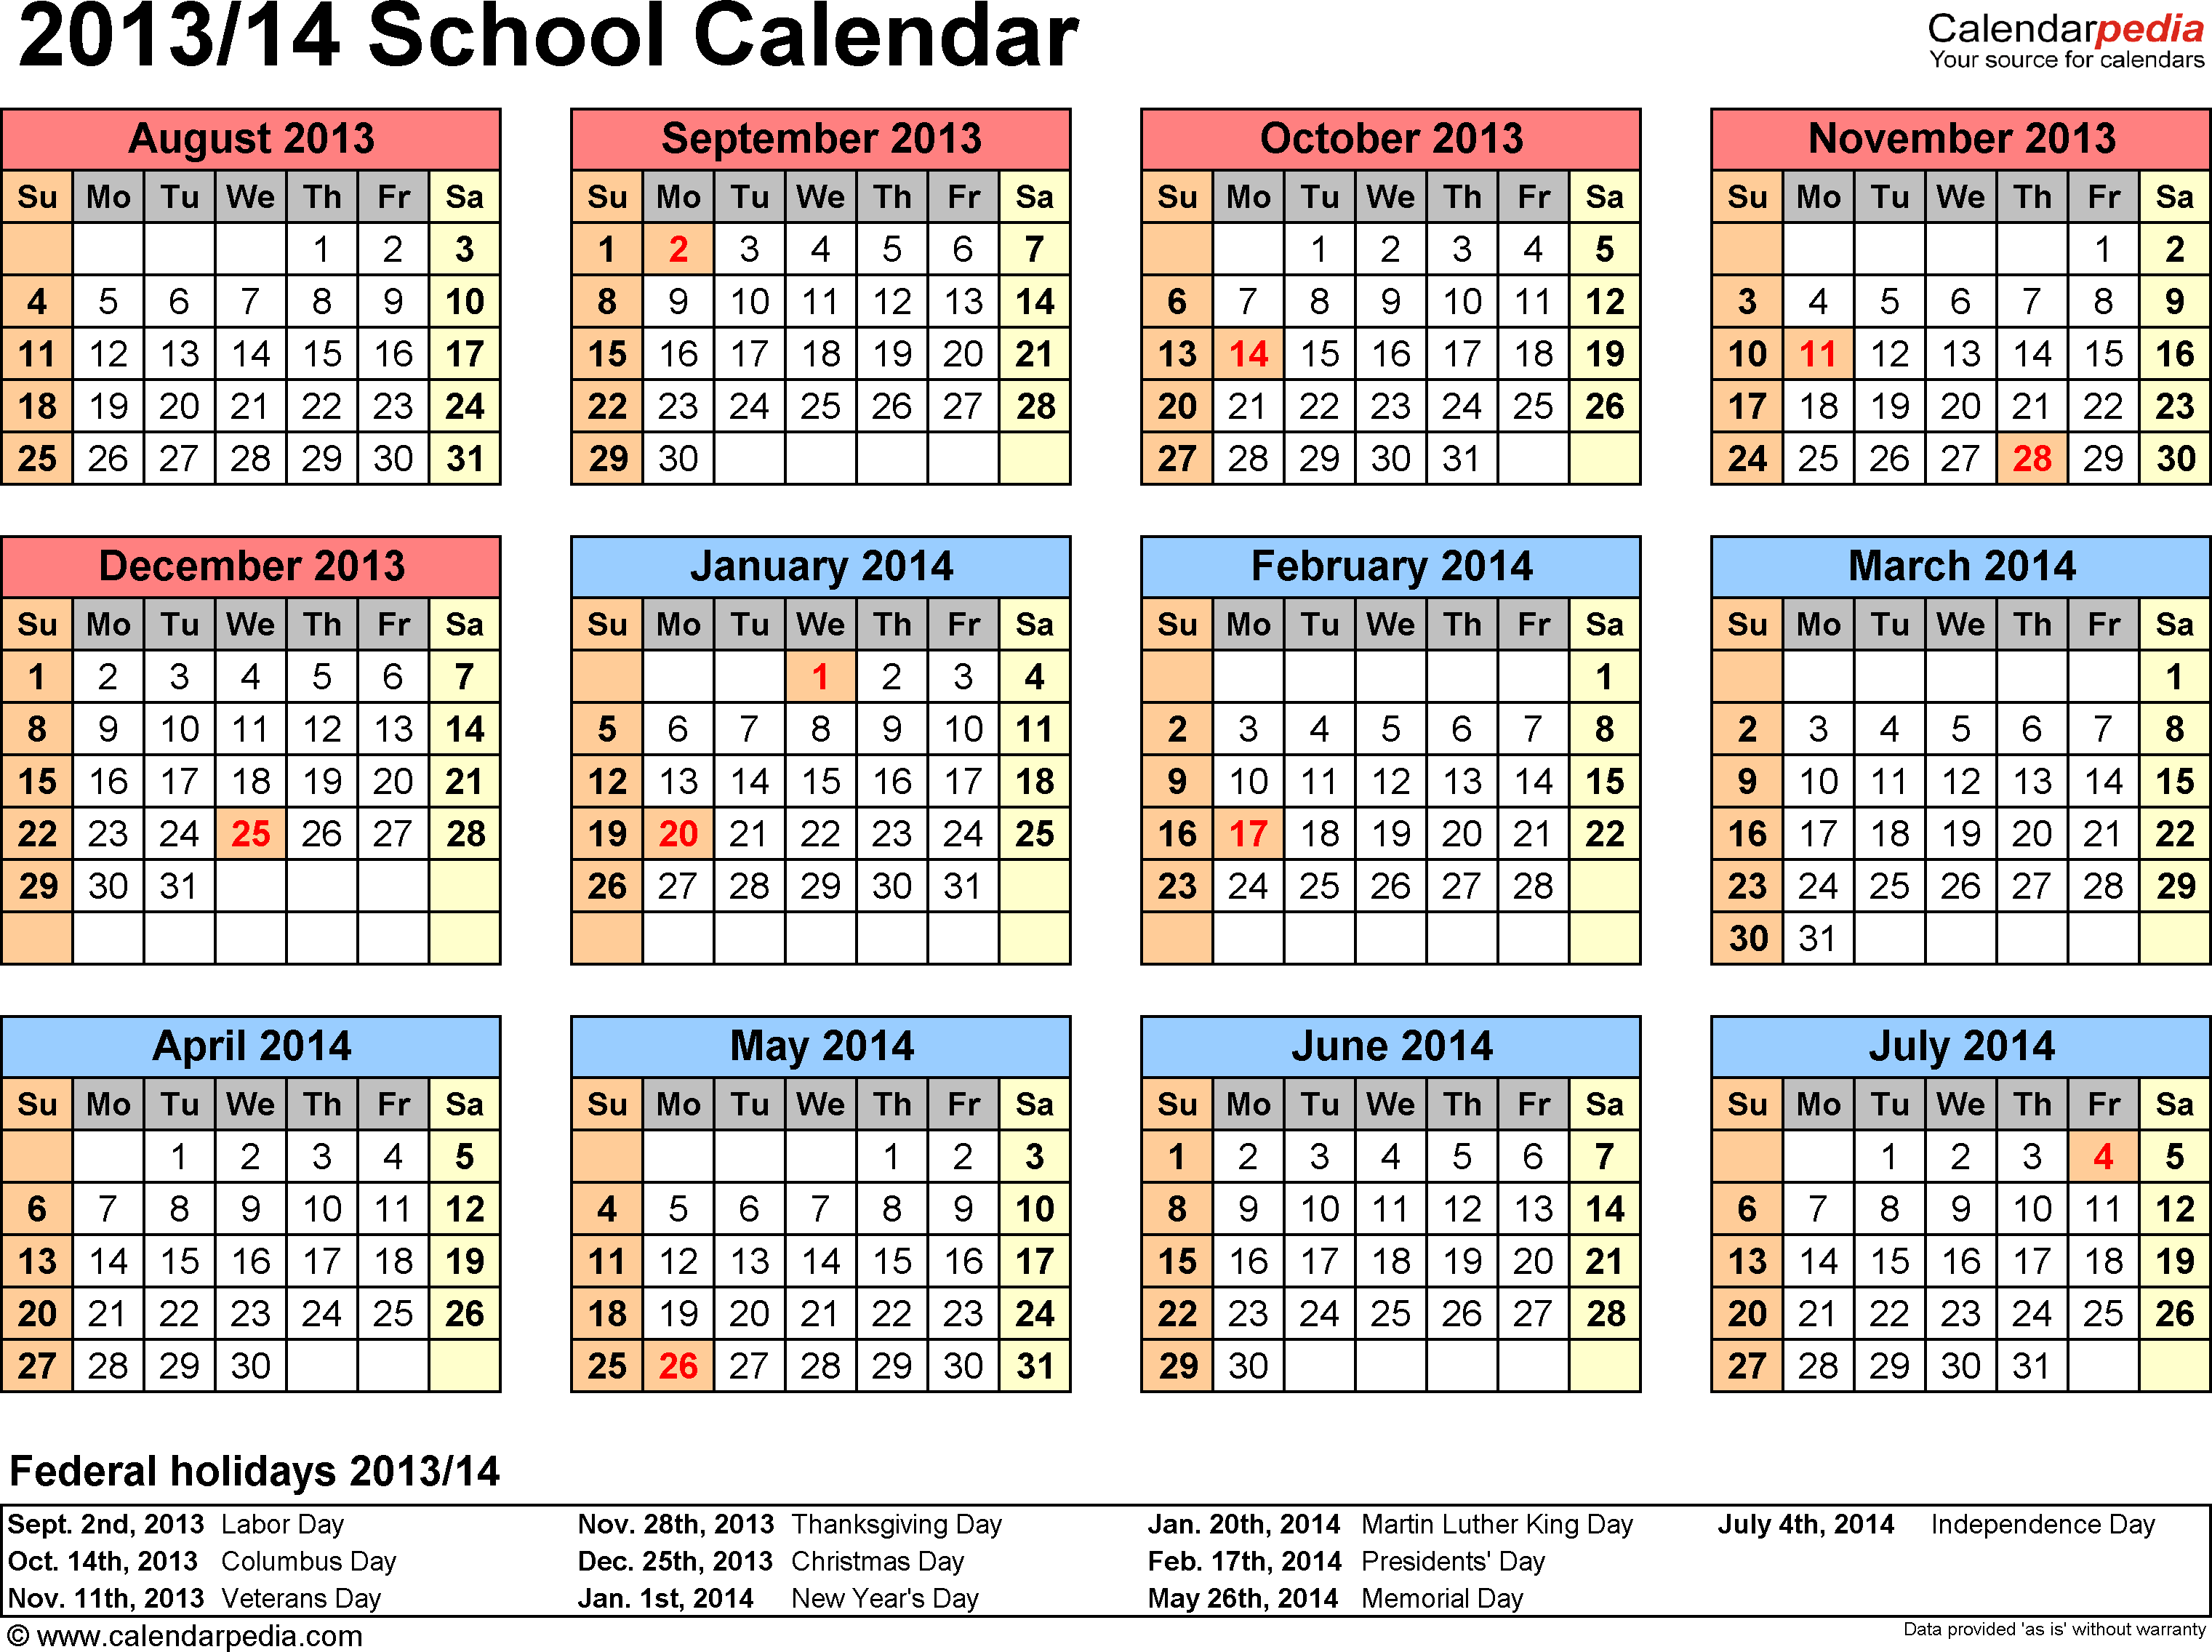 2013/14 School Calendar
Calendarpedia
Your source for calendars
August 2013
Su Mo Tu We Th Fr Sa
1 2 3
4 5 6 7 8 9 10
11 12 13 14 15 16 17
18 19 20 21 22 23 24
25 26 27 28 29 30 31
September 2013
Su Mo Tu We Th Fr Sa
1 2 3 4 5 6 7
8 9 10 11 12 13 14
15 16 17 18 19 20 21
22 23 24 25 26 27 28
29 30
October 2013
Su Mo Tu We Th Fr Sa
1 2 3 4 5
6 7 8 9 10 11 12
13 14 15 16 17 18 19
20 21 22 23 24 25 26
27 28 29 30 31
November 2013
Su Mo Tu We Th Fr Sa
1 2
3 4 5 6 7 8 9
10 11 12 13 14 15 16
17 18 19 20 21 22 23
24 25 26 27 28 29 30
December 2013
Su Mo Tu We Th Fr Sa
1 2 3 4 5 6 7
8 9 10 11 12 13 14
15 16 17 18 19 20 21
22 23 24 25 26 27 28
29 30 31
January 2014
Su Mo Tu We Th Fr Sa
1 2 3 4
5 6 7 8 9 10 11
12 13 14 15 16 17 18
19 20 21 22 23 24 25
26 27 28 29 30 31
February 2014
Su Mo Tu We Th Fr Sa
1
2 3 4 5 6 7 8
9 10 11 12 13 14 15
16 17 18 19 20 21 22
23 24 25 26 27 28
March 2014
Su Mo Tu We Th Fr Sa
1
2 3 4 5 6 7 8
9 10 11 12 13 14 15
16 17 18 19 20 21 22
23 24 25 26 27 28 29
30 31
April 2014
Su Mo Tu We Th Fr Sa
1 2 3 4 5
6 7 8 9 10 11 12
13 14 15 16 17 18 19
20 21 22 23 24 25 26
27 28 29 30
May 2014
Su Mo Tu We Th Fr Sa
1 2 3
4 5 6 7 8 9 10
11 12 13 14 15 16 17
18 19 20 21 22 23 24
25 26 27 28 29 30 31
June 2014
Su Mo Tu We Th Fr Sa
1 2 3 4 5 6 7
8 9 10 11 12 13 14
15 16 17 18 19 20 21
22 23 24 25 26 27 28
29 30
July 2014
Su Mo Tu We Th Fr Sa
1 2 3 4 5
6 7 8 9 10 11 12
13 14 15 16 17 18 19
20 21 22 23 24 25 26
27 28 29 30 31
Federal holidays 2013/14
Sept. 2nd, 2013 Labor Day
Oct. 14th, 2013 Columbus Day
Nov. 11th, 2013 Veterans Day
Nov. 28th, 2013 Thanksgiving Day
Dec. 25th, 2013 Christmas Day
Jan. 1st, 2014 New Year's Day
Jan. 20th, 2014 Martin Luther King Day
Feb. 17th, 2014 Presidents' Day
May 26th, 2014 Memorial Day
July 4th, 2014 Independence Day
© www.calendarpedia.com
Data provided 'as is' without warranty